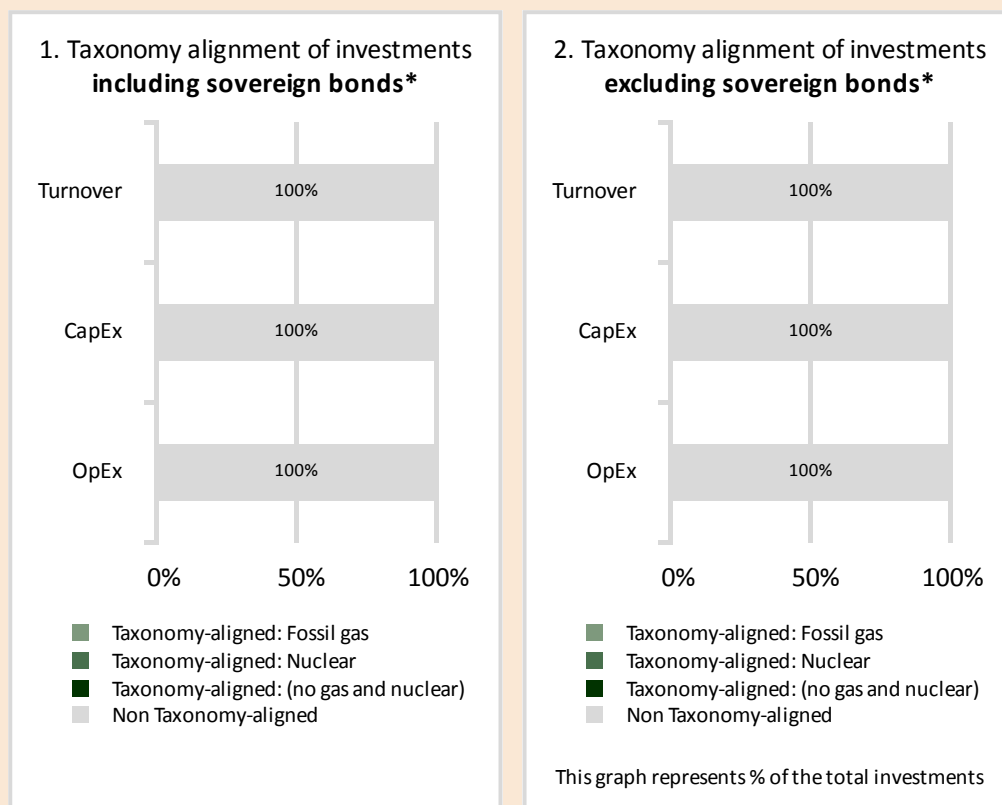 1. Taxonomy alignment of investments
including sovereign bonds*
Turnover
100%
CapEx
100%
OpEx
100%
0% 50% 100%
Taxonomy-aligned: Fossil gas
Taxonomy-aligned: Nuclear
Taxonomy-aligned: (no gas and nuclear)
Non Taxonomy-aligned
2. Taxonomy alignment of investments
excluding sovereign bonds*
Turnover
100%
CapEx
100%
OpEx
100%
0% 50% 100%
Taxonomy-aligned: Fossil gas
Taxonomy-aligned: Nuclear
Taxonomy-aligned: (no gas and nuclear)
Non Taxonomy-aligned
This graph represents % of the total investments